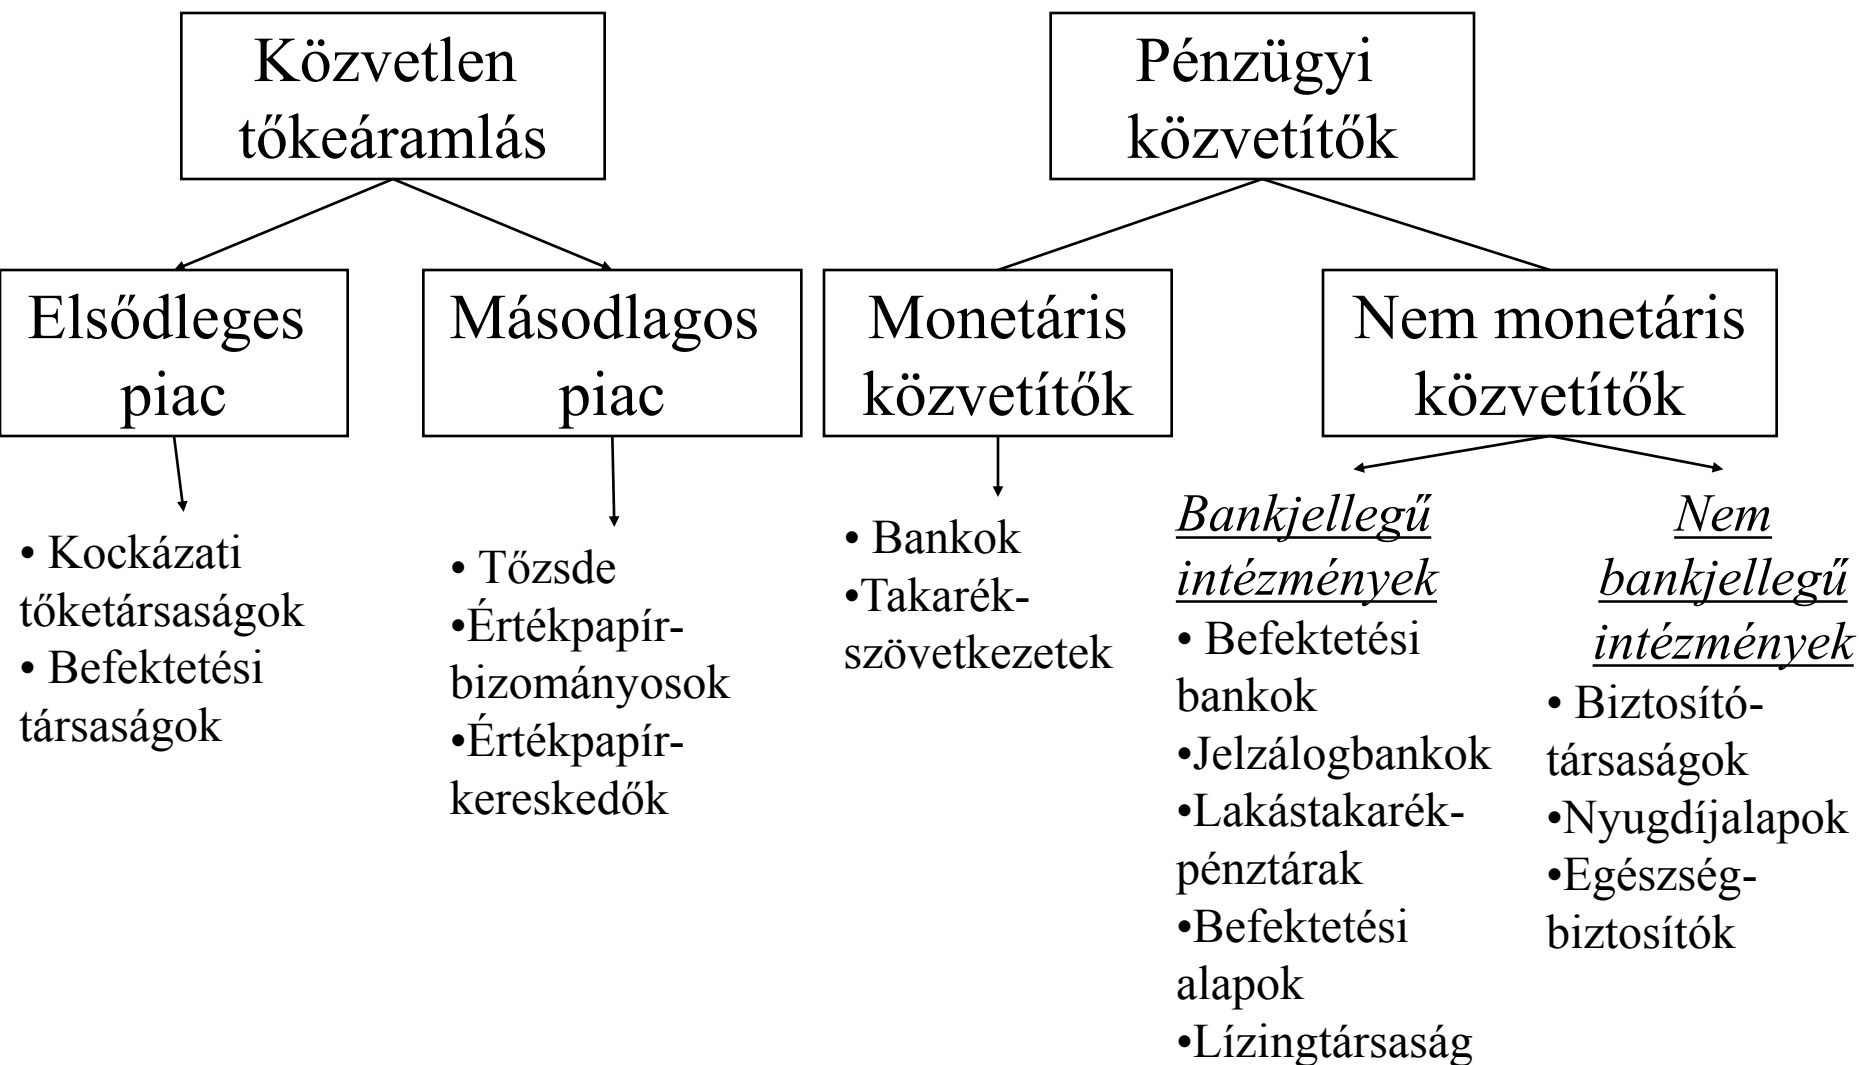 Közvetlen
tőkeáramlás
Pénzügyi
közvetítők
Elsődleges
piac
Másodlagos
piac
Monetáris
közvetítők
Nem monetáris
közvetítők
• Kockázati
tőketársaságok
• Befektetési
társaságok
• Tőzsde
•Értékpapír-
bizományosok
•Értékpapír-
kereskedők
• Bankok
•Takarék-
szövetkezetek
Bankjellegű
intézmények
• Befektetési
bankok
•Jelzálogbankok
•Lakástakarék-
pénztárak
•Befektetési
alapok
•Lízingtársaság
Nem
bankjellegű
intézmények
• Biztosító-
társaságok
•Nyugdíjalapok
•Egészség-
biztosítók